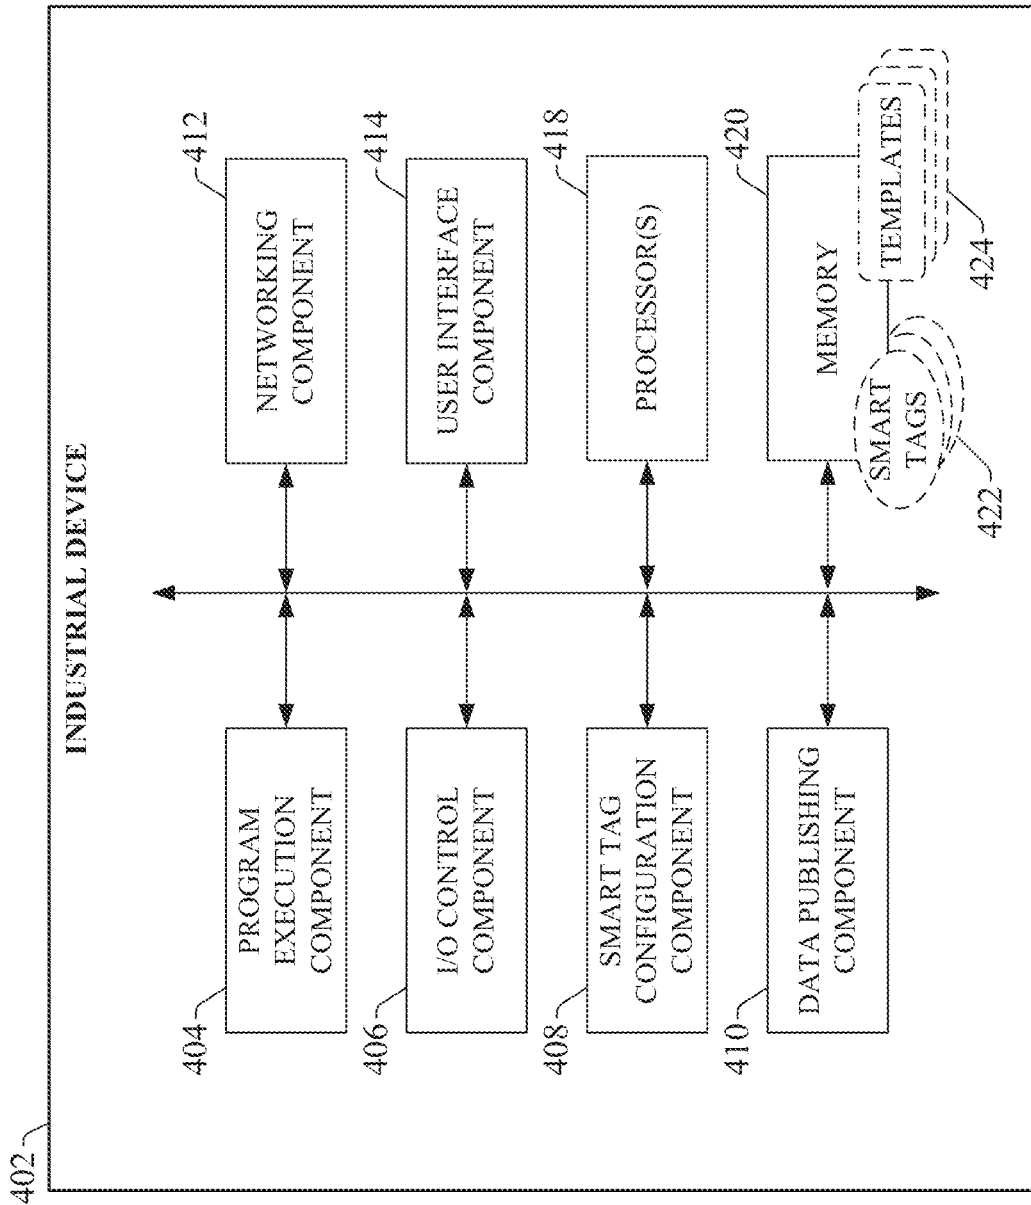 402
INDUSTRIAL DEVICE
404
PROGRAM
EXECUTION
COMPONENT
412
NETWORKING
COMPONENT
406
I/O CONTROL
COMPONENT
414
USER INTERFACE
COMPONENT
408
SMART TAG
CONFIGURATION
COMPONENT
418
PROCESSOR(S)
410
DATA PUBLISHING
COMPONENT
420
MEMORY
SMART
TAGS
422
TEMPLATES
424